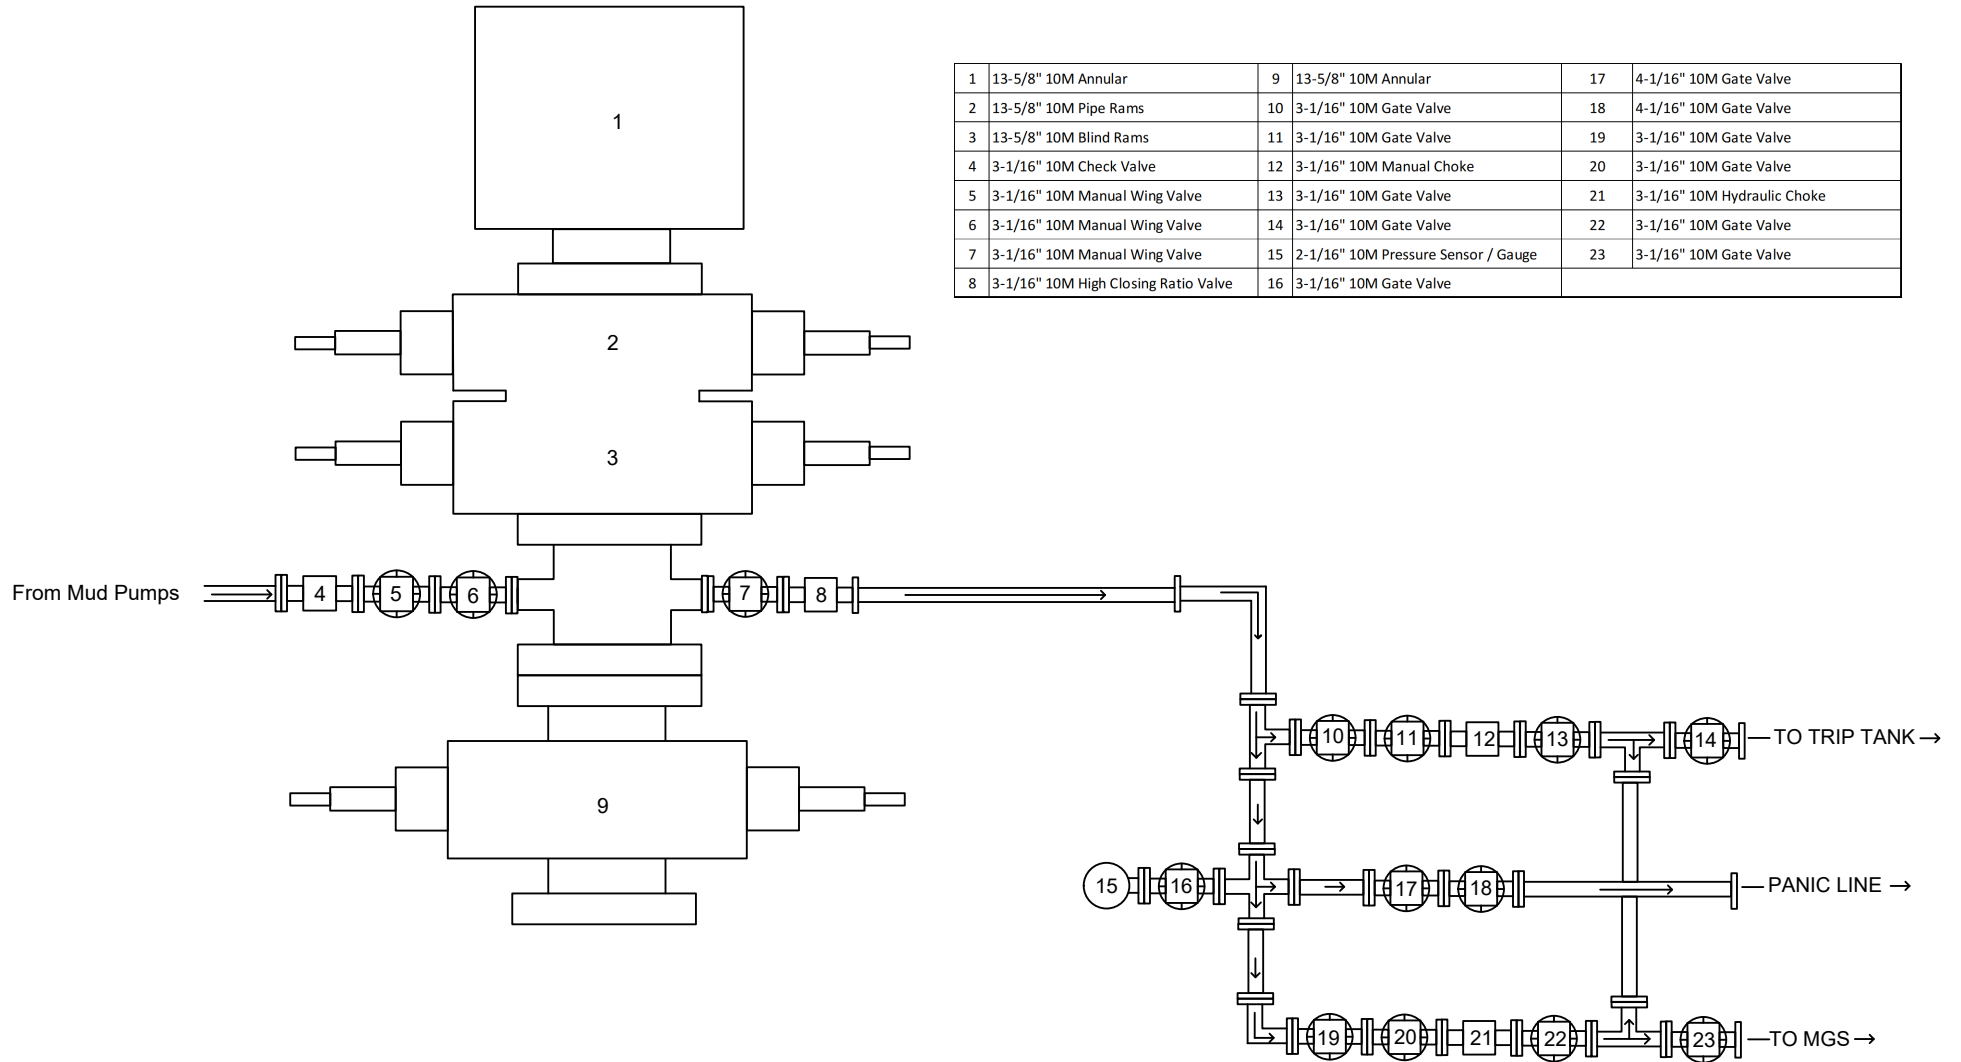 1 13-5/8" 10M Annular 9 13-5/8" 10M Annular 17 4-1/16" 10M Gate Valve
2 13-5/8" 10M Pipe Rams 10 3-1/16" 10M Gate Valve 18 4-1/16" 10M Gate Valve
3 13-5/8" 10M Blind Rams 11 3-1/16" 10M Gate Valve 19 3-1/16" 10M Gate Valve
4 3-1/16" 10M Check Valve 12 3-1/16" 10M Manual Choke 20 3-1/16" 10M Gate Valve
5 3-1/16" 10M Manual Wing Valve 13 3-1/16" 10M Gate Valve 21 3-1/16" 10M Hydraulic Choke
6 3-1/16" 10M Manual Wing Valve 14 3-1/16" 10M Gate Valve 22 3-1/16" 10M Gate Valve
7 3-1/16" 10M Manual Wing Valve 15 2-1/16" 10M Pressure Sensor / Gauge 23 3-1/16" 10M Gate Valve
8 3-1/16" 10M High Closing Ratio Valve 16 3-1/16" 10M Gate Valve
1
2
3
From Mud Pumps 4 5 6 7 8
9
10 11 12 13 14 TO TRIP TANK
15 16 17 18 PANIC LINE
19 20 21 22 23 TO MGS